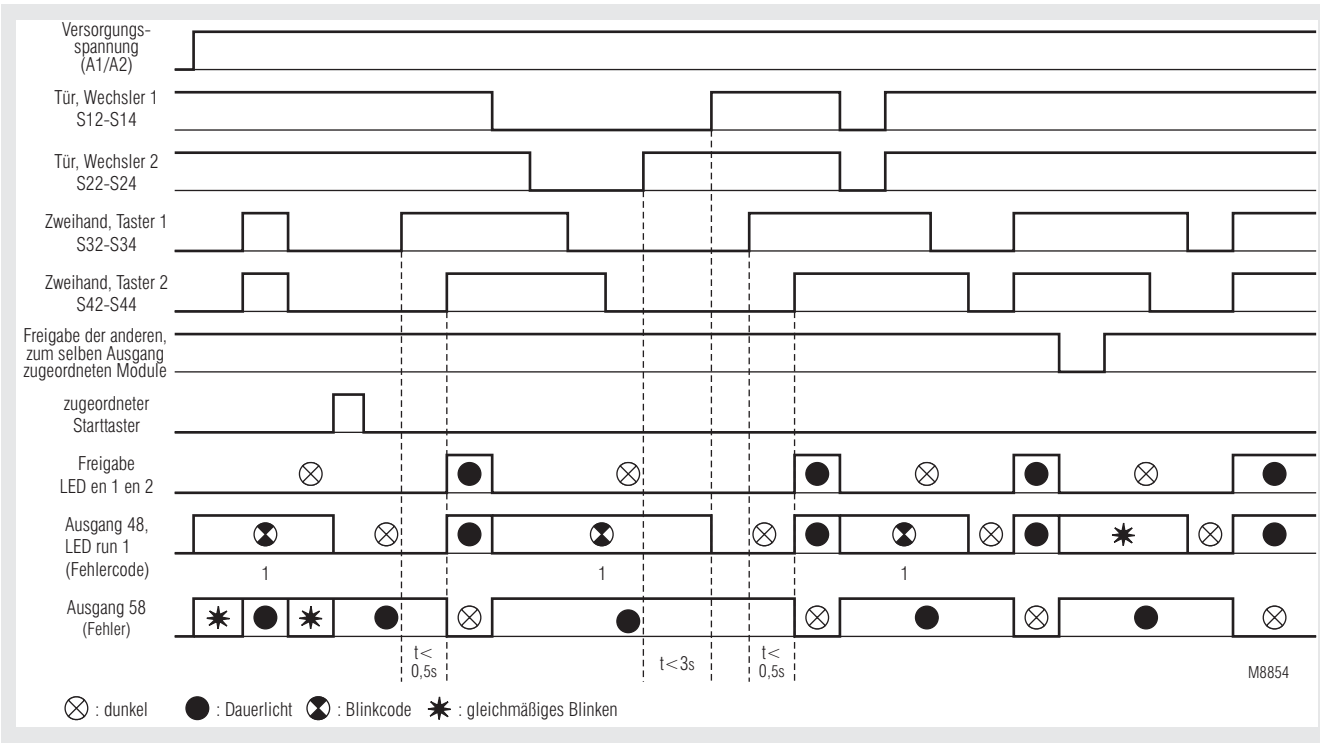 Versorgungs-
spannung
(A1/A2)
Tür, Wechsler 1
S12-S14
Tür, Wechsler 2
S22-S24
Zweihand, Taster 1
S32-S34
Zweihand, Taster 2
S42-S44
Freigabe der anderen,
zum selben Ausgang
zugeordneten Module
zugeordneter
Starttaster
Freigabe
LED en 1 en 2
Ausgang 48,
LED run 1
(Fehlercode)
1
1
1
Ausgang 58
(Fehler)
t<
0,5s
t<3s
t<
0,5s
M8854
: dunkel
: Dauerlicht
: Blinkcode
: gleichmäßiges Blinken